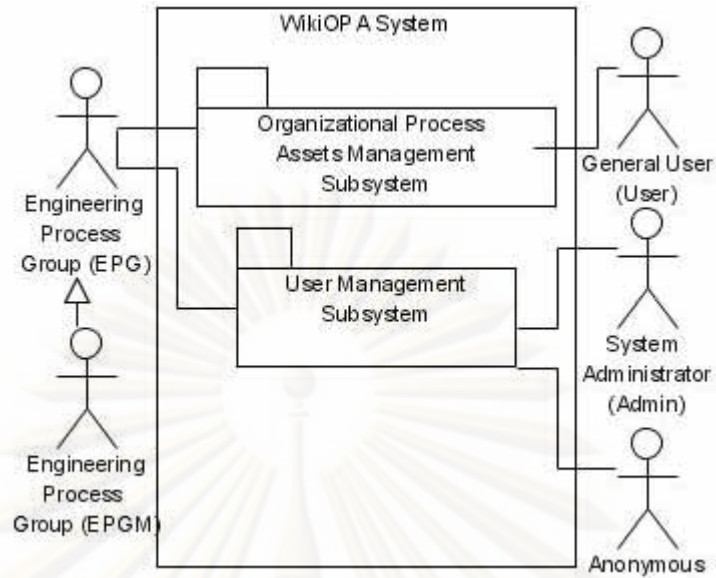 WikiOPA System
Organizational Process
Assets Management
Subsystem
General User
(User)
Engineering
Process
Group (EPG)
User Management
Subsystem
System
Administrator
(Admin)
Engineering
Process
Group (EPGM)
Anonymous